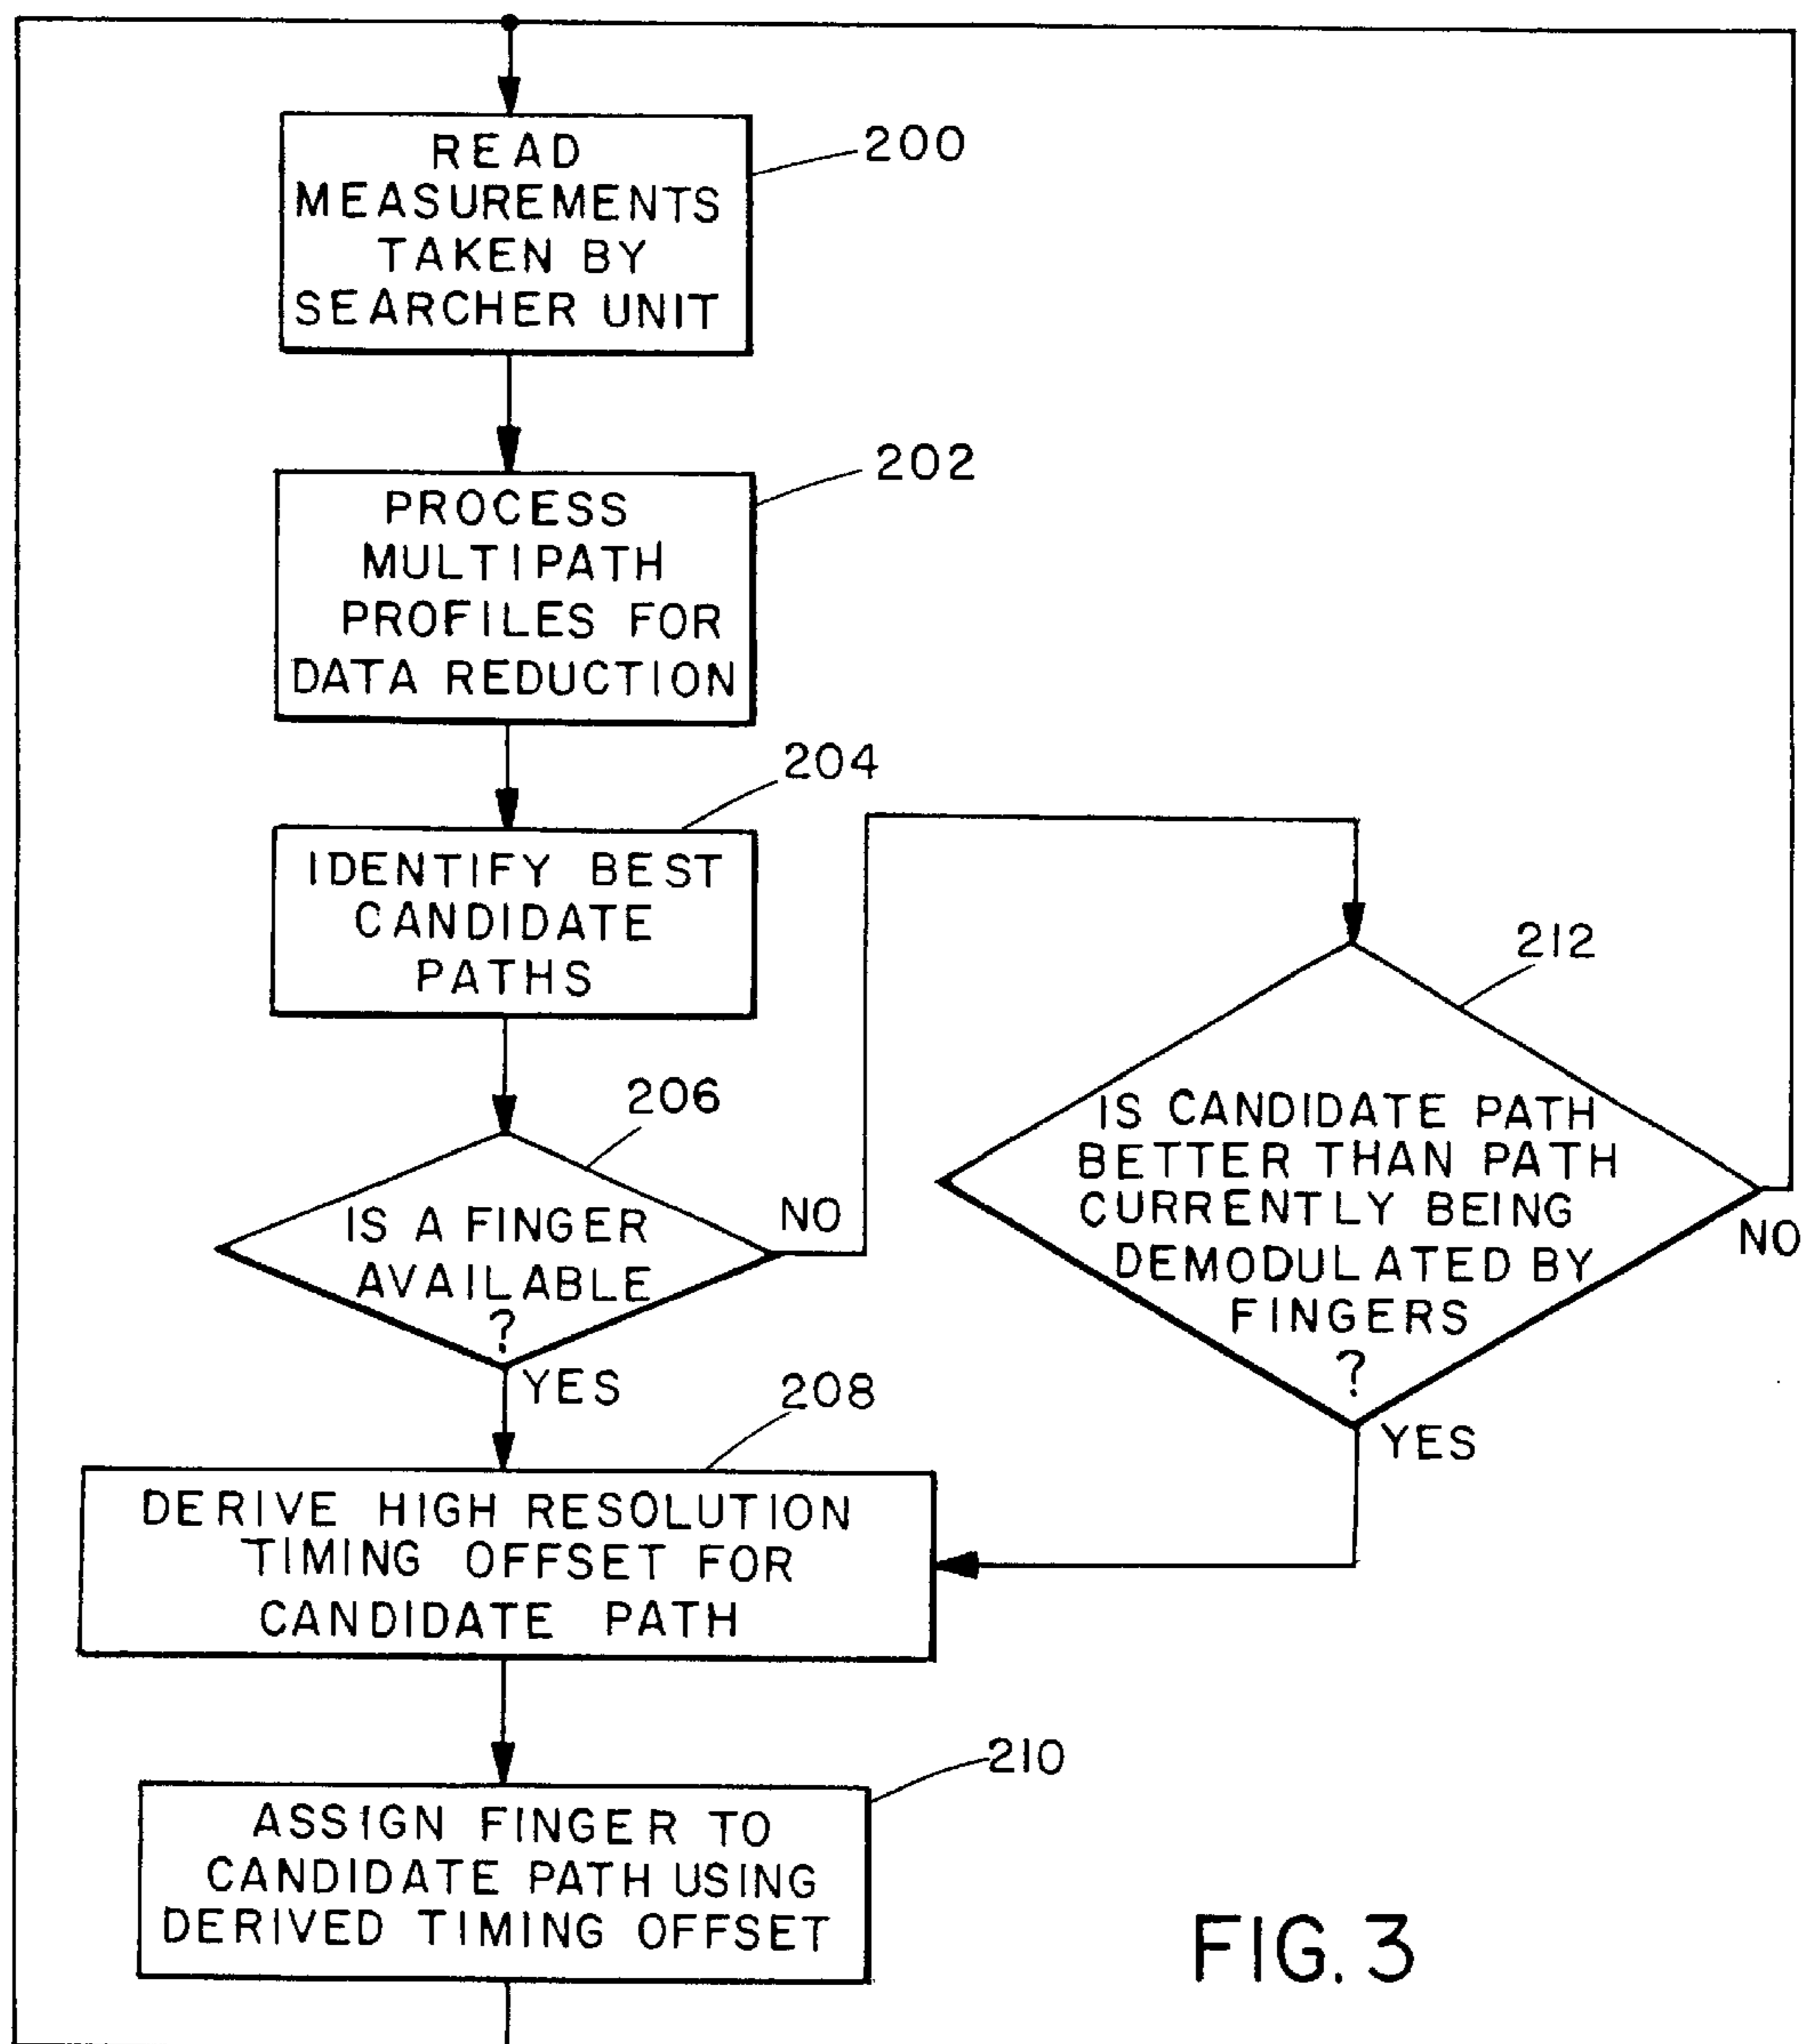 200
READ
MEASUREMENTS
TAKEN BY
SEARCHER UNIT
202
PROCESS
MULTIPATH
PROFILES FOR
DATA REDUCTION
204
IDENTIFY BEST
CANDIDATE
PATHS
206
IS A FINGER
AVAILABLE
?
NO
YES
212
IS CANDIDATE PATH
BETTER THAN PATH
CURRENTLY BEING
DEMODULATED BY
FINGERS
?
NO
YES
208
DERIVE HIGH RESOLUTION
TIMING OFFSET FOR
CANDIDATE PATH
210
ASSIGN FINGER TO
CANDIDATE PATH USING
DERIVED TIMING OFFSET
FIG. 3